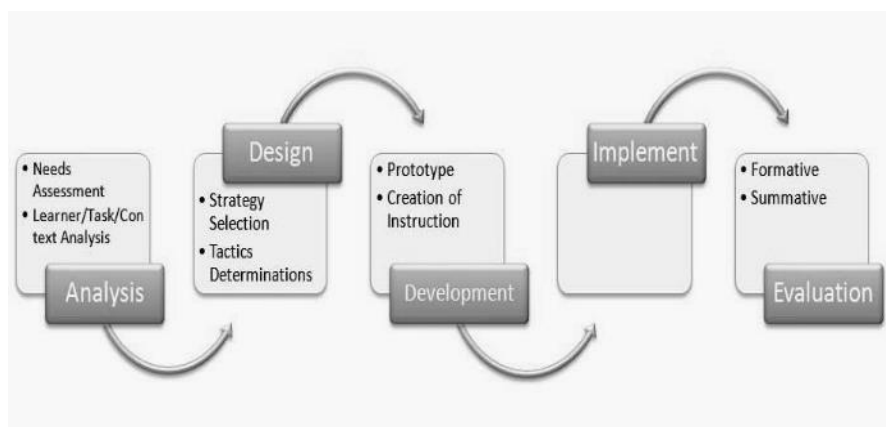 • Needs
Assessment
• Learner/Task/Con
text Analysis
Analysis
Design
• Strategy
Selection
• Tactics
Determinations
• Prototype
• Creation of
Instruction
Development
Implement
• Formative
• Summative
Evaluation